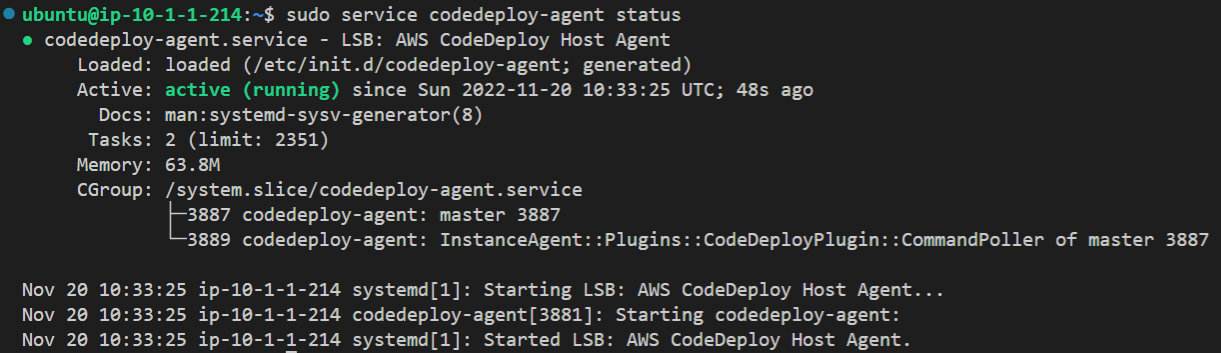 ubuntu@ip-10-1-1-214:~$ sudo service codedeploy-agent status
● codedeploy-agent.service - LSB: AWS CodeDeploy Host Agent
Loaded: loaded (/etc/init.d/codedeploy-agent; generated)
Active: active (running) since Sun 2022-11-20 10:33:25 UTC; 48s ago
Docs: man:systemd-sysv-generator(8)
Tasks: 2 (limit: 2351)
Memory: 63.8M
CGroup: /system.slice/codedeploy-agent.service
├─3887 codedeploy-agent: master 3887
└─3889 codedeploy-agent: InstanceAgent::Plugins::CodeDeployPlugin::CommandPoller of master 3887
Nov 20 10:33:25 ip-10-1-1-214 systemd[1]: Starting LSB: AWS CodeDeploy Host Agent...
Nov 20 10:33:25 ip-10-1-1-214 codedeploy-agent[3881]: Starting codedeploy-agent:
Nov 20 10:33:25 ip-10-1-1-214 systemd[1]: Started LSB: AWS CodeDeploy Host Agent.